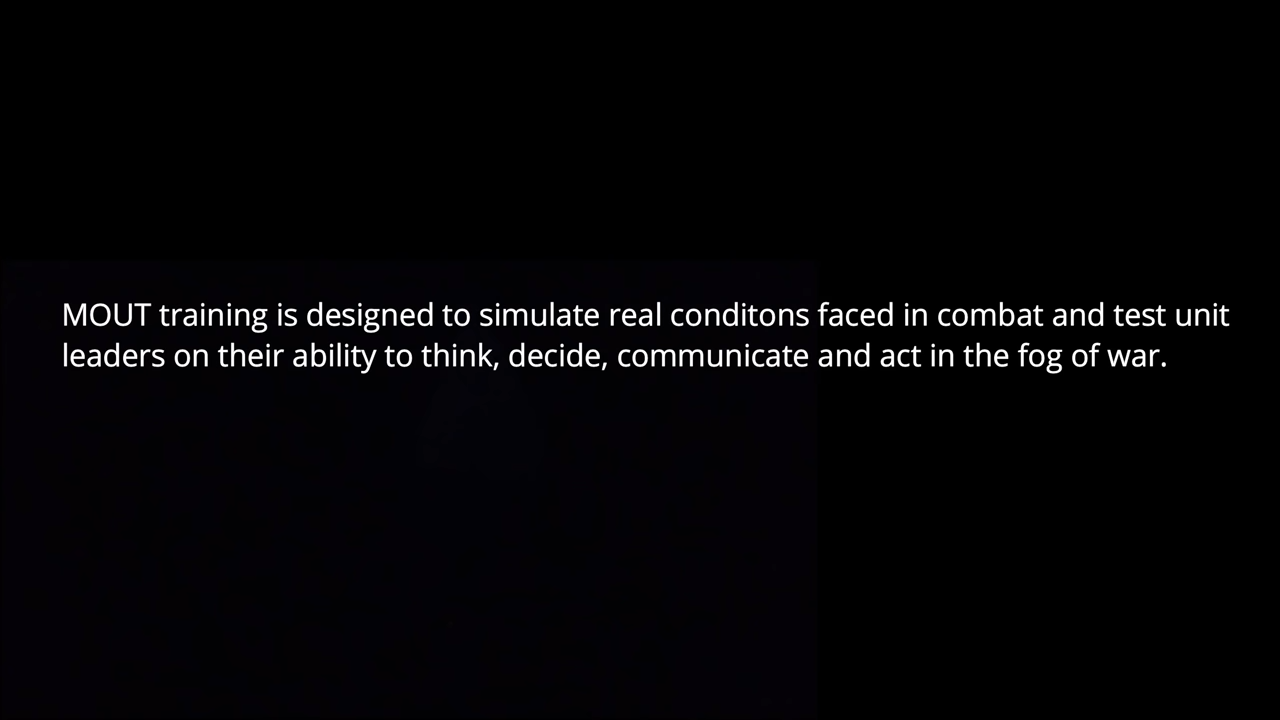 MOUT training is designed to simulate real conditons faced in combat and test unit
leaders on their ability to think, decide, communicate and act in the fog of war.